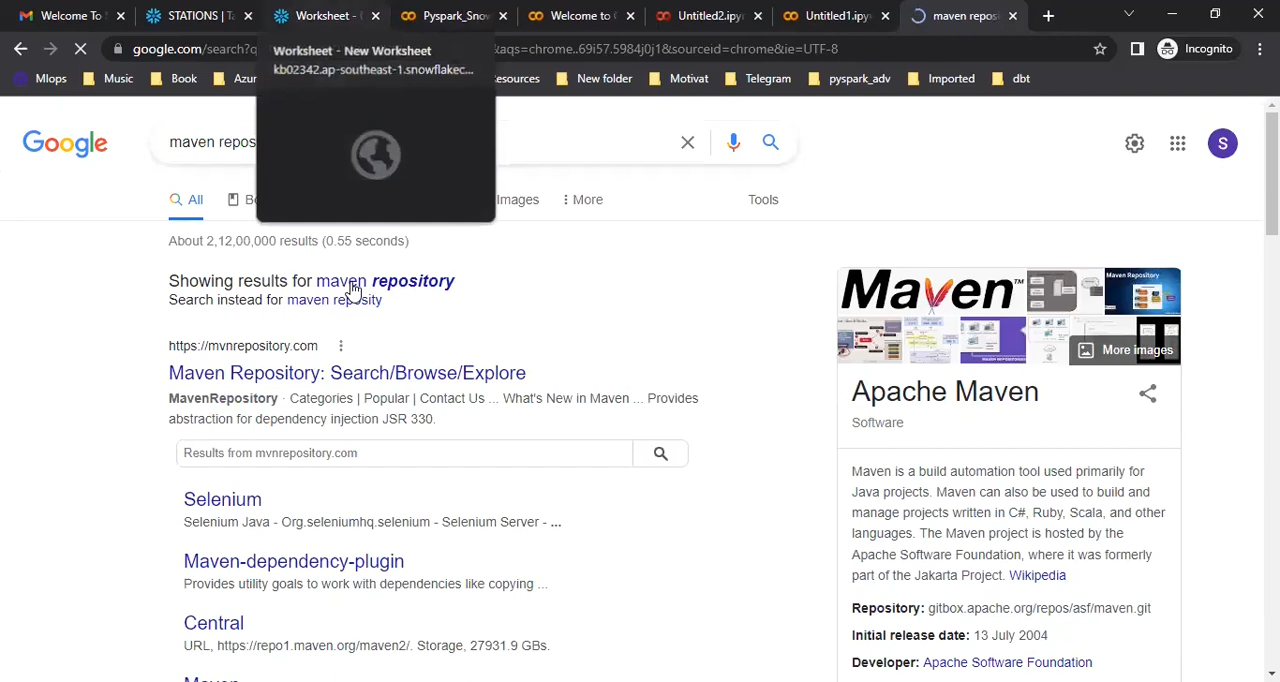 Welcome To
STATIONS | Ta
Worksheet -
Pyspark_Snow
Welcome to
Untitled2.ipy
Untitled1.ipy
maven repos
google.com/search?q
&aqs=chrome..69i57.5984j0j1&sourceid=chrome&ie=UTF-8
Incognito
Mlops
Music
Book
Azur
esources
New folder
Motivat
Telegram
pyspark_adv
Imported
dbt
Worksheet - New Worksheet
kb02342.ap-southeast-1.snowflakec...
Google
maven repos
S
All
Images
More
Tools
About 2,12,00,000 results (0.55 seconds)
Showing results for maven repository
Search instead for maven reposity
https://mvnrepository.com
Maven Repository: Search/Browse/Explore
MavenRepository · Categories | Popular | Contact Us ... What's New in Maven ... Provides
abstraction for dependency injection JSR 330.
Results from mvnrepository.com
Selenium
Selenium Java - Org.seleniumhq.selenium - Selenium Server - ...
Maven-dependency-plugin
Provides utility goals to work with dependencies like copying ...
Central
URL, https://repo1.maven.org/maven2/. Storage, 27931.9 GBs.
Maven™
More images
Apache Maven
Software
Maven is a build automation tool used primarily for
Java projects. Maven can also be used to build and
manage projects written in C#, Ruby, Scala, and other
languages. The Maven project is hosted by the
Apache Software Foundation, where it was formerly
part of the Jakarta Project. Wikipedia
Repository: gitbox.apache.org/repos/asf/maven.git
Initial release date: 13 July 2004
Developer: Apache Software Foundation